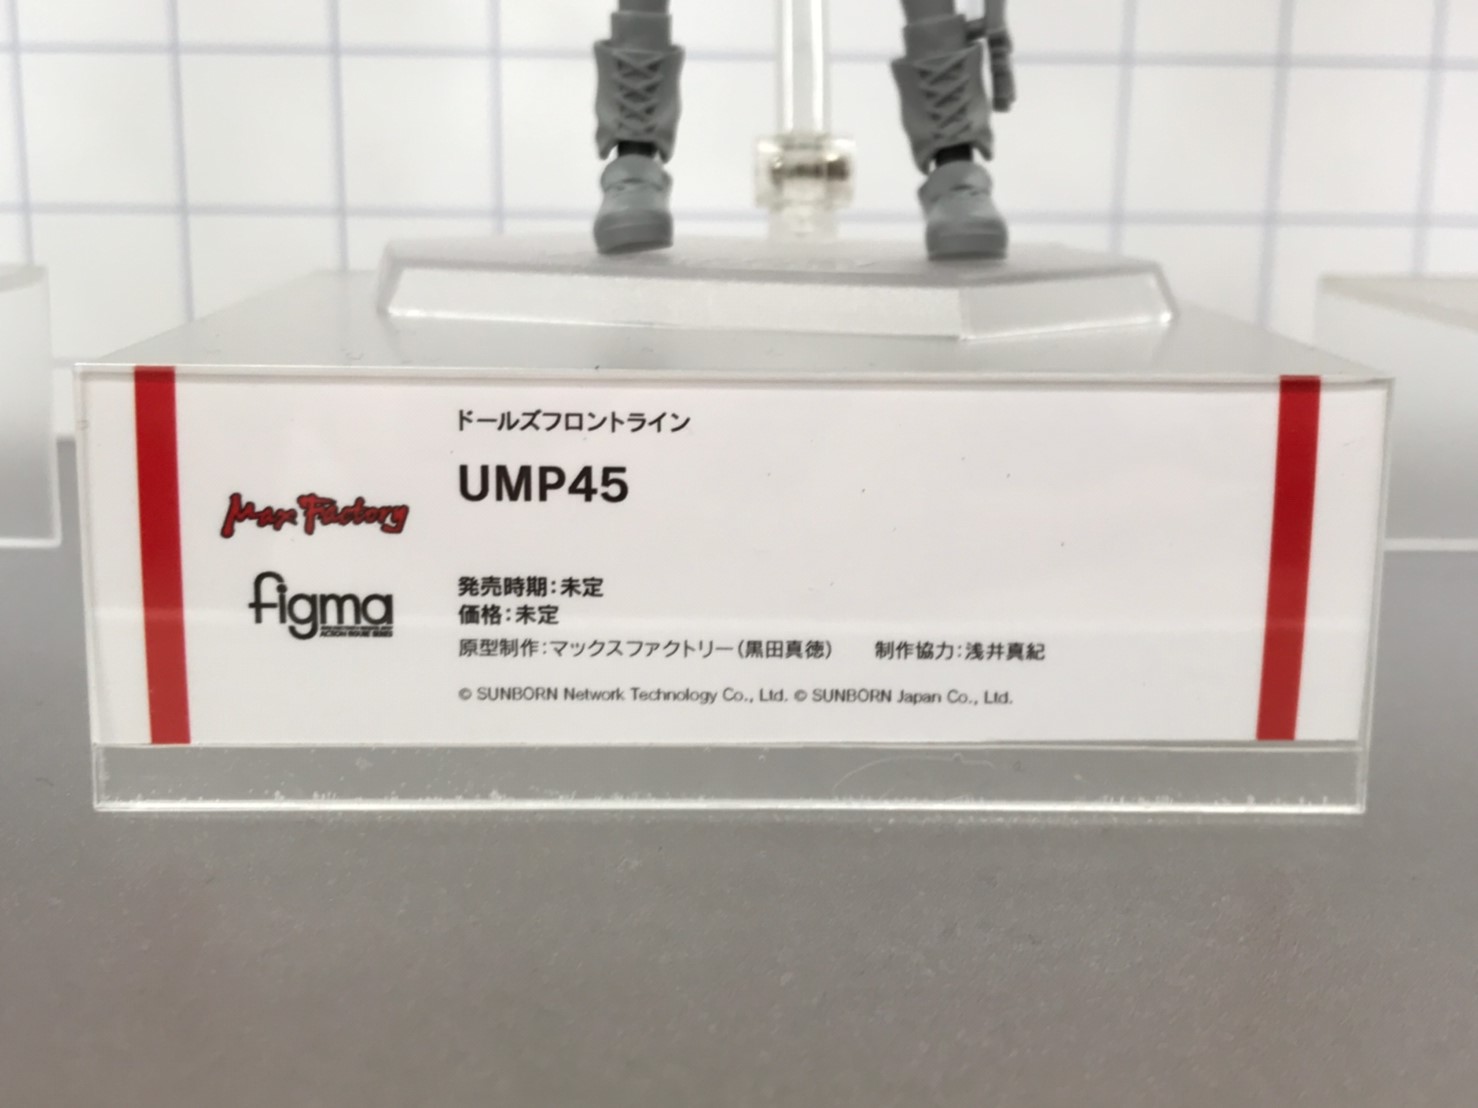 ドールズフロントライン
UMP45
Max Factory
figma
ACTION FIGURE SERIES
発売時期:未定
価格:未定
原型制作:マックスファクトリー(黒田真徳) 制作協力:浅井真紀
© SUNBORN Network Technology Co., Ltd. © SUNBORN Japan Co., Ltd.